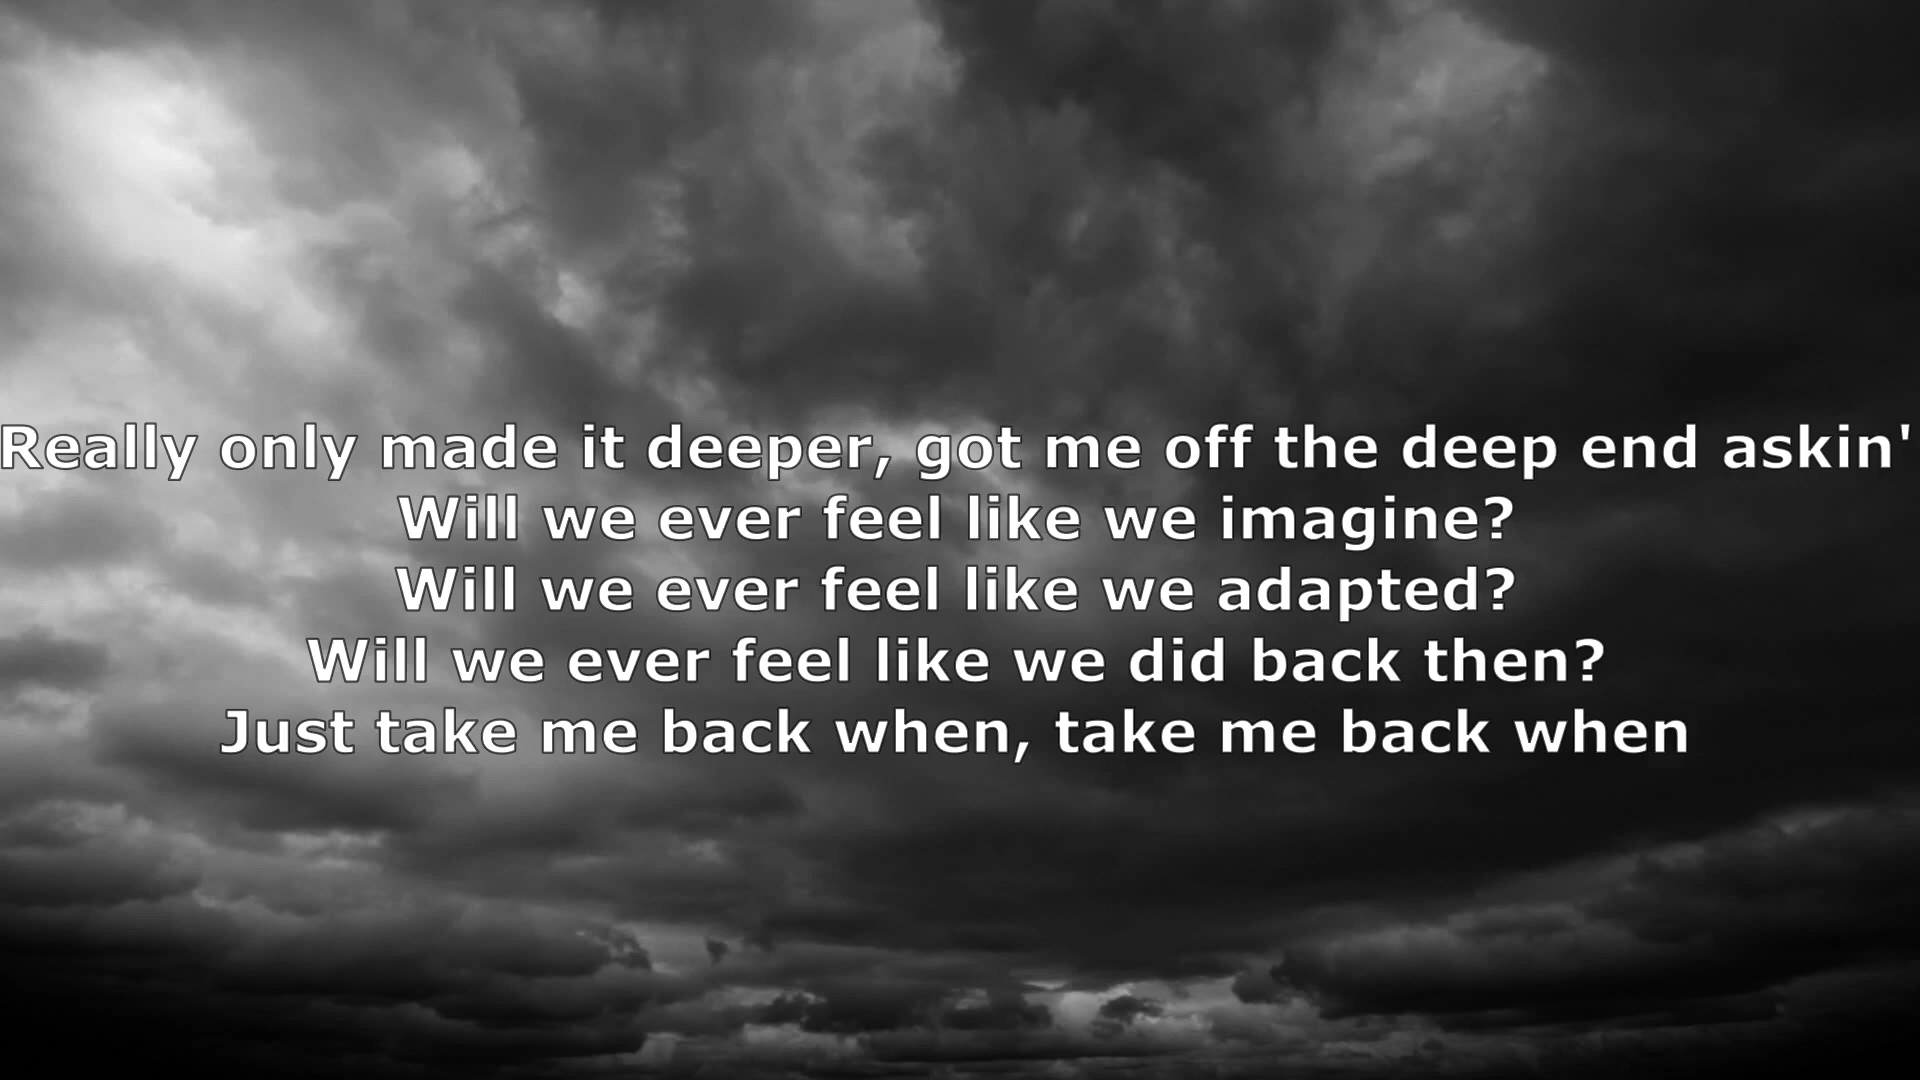 Really only made it deeper, got me off the deep end askin'
Will we ever feel like we imagine?
Will we ever feel like we adapted?
Will we ever feel like we did back then?
Just take me back when, take me back when